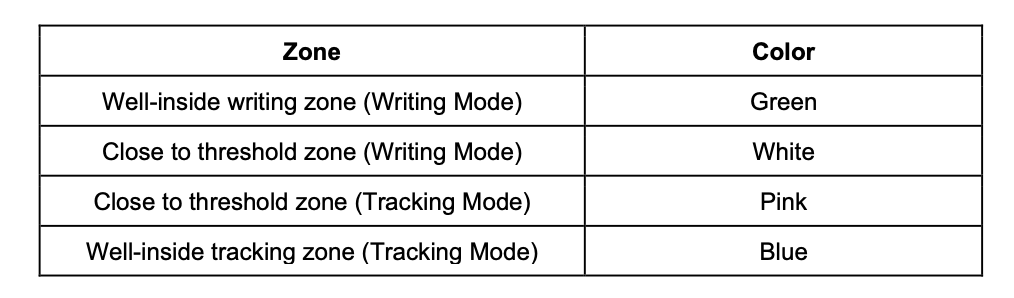 Zone Color
Well-inside writing zone (Writing Mode) Green
Close to threshold zone (Writing Mode) White
Close to threshold zone (Tracking Mode) Pink
Well-inside tracking zone (Tracking Mode) Blue